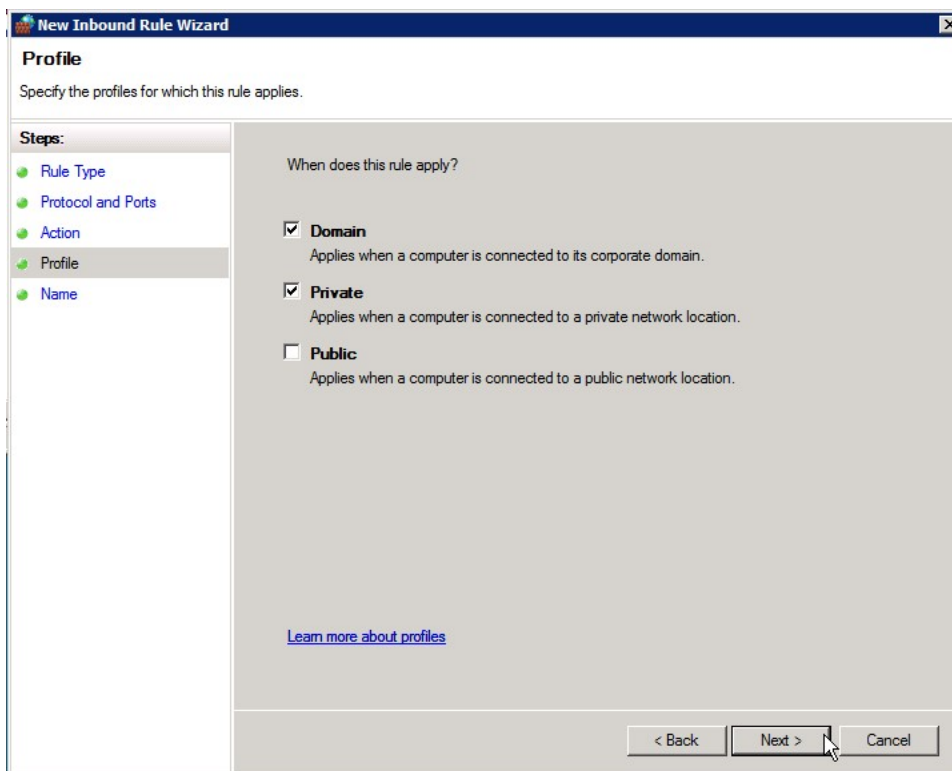 New Inbound Rule Wizard
Profile
Specify the profiles for which this rule applies.
Steps:
Rule Type
Protocol and Ports
Action
Profile
Name
When does this rule apply?
Domain
Applies when a computer is connected to its corporate domain.
Private
Applies when a computer is connected to a private network location.
Public
Applies when a computer is connected to a public network location.
Learn more about profiles
< Back
Next >
Cancel